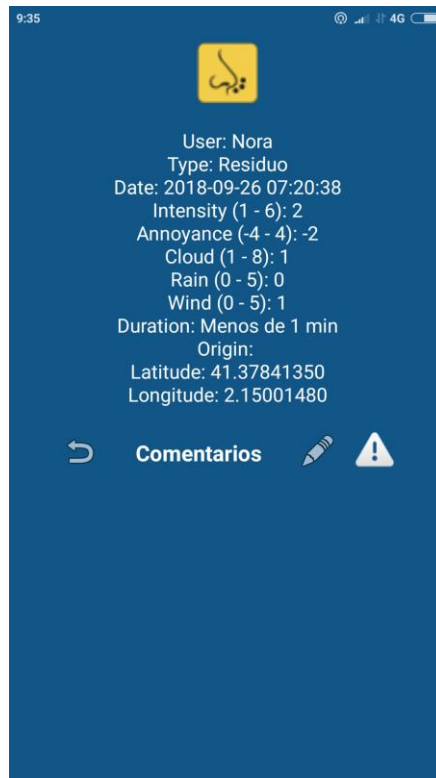 9:35 4G
User: Nora
Type: Residuo
Date: 2018-09-26 07:20:38
Intensity (1 - 6): 2
Annoyance (-4 - 4): -2
Cloud (1 - 8): 1
Rain (0 - 5): 0
Wind (0 - 5): 1
Duration: Menos de 1 min
Origin:
Latitude: 41.37841350
Longitude: 2.15001480
Comentarios